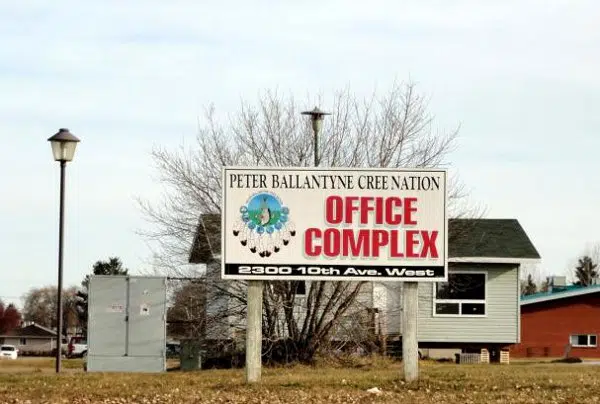 PETER BALLANTYNE CREE NATION
OFFICE
COMPLEX
2300 10th Ave. West